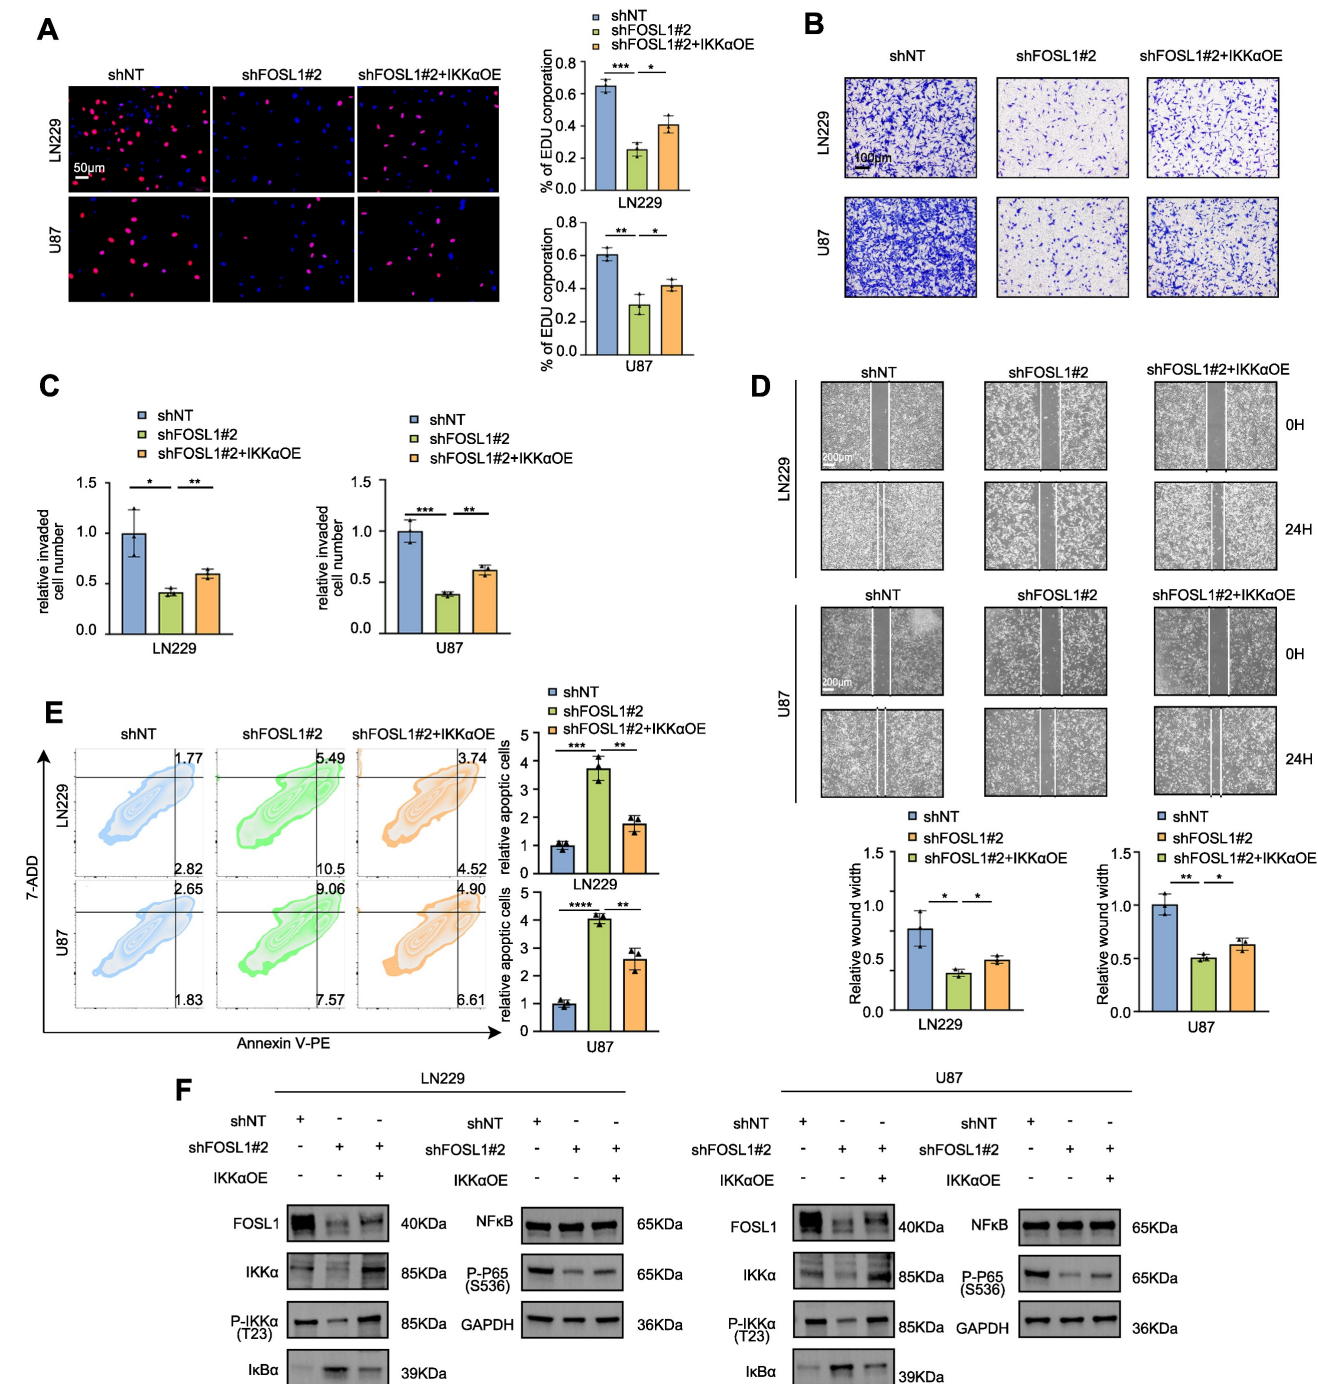 A
shNT
shFOSL1#2
shFOSL1#2+IKKαOE
shNT
shFOSL1#2
shFOSL1#2+IKKαOE
LN229
50μm
U87
% of EDU corporation
0.8
0.6
0.4
0.2
0.0
***
*
LN229
% of EDU corporation
0.8
0.6
0.4
0.2
0.0
**
*
U87
B
shNT
shFOSL1#2
shFOSL1#2+IKKαOE
LN229
100μm
U87
C
shNT
shFOSL1#2
shFOSL1#2+IKKαOE
relative invaded
cell number
1.5
1.0
0.5
0.0
*
**
LN229
shNT
shFOSL1#2
shFOSL1#2+IKKαOE
relative invaded
cell number
1.5
1.0
0.5
0.0
***
**
U87
D
shNT
shFOSL1#2
shFOSL1#2+IKKαOE
LN229
200μm
0H
24H
shNT
shFOSL1#2
shFOSL1#2+IKKαOE
U87
200μm
0H
24H
shNT
shFOSL1#2
shFOSL1#2+IKKαOE
Relative wound width
1.5
1.0
0.5
0.0
*
*
LN229
shNT
shFOSL1#2
shFOSL1#2+IKKαOE
Relative wound width
1.5
1.0
0.5
0.0
**
*
U87
E
shNT
shFOSL1#2
shFOSL1#2+IKKαOE
7-ADD
LN229
1.77
5.49
3.74
2.82
10.5
4.52
U87
2.65
9.06
4.90
1.83
7.57
6.61
Annexin V-PE
shNT
shFOSL1#2
shFOSL1#2+IKKαOE
relative apoptic cells
5
4
3
2
1
0
***
**
LN229
relative apoptic cells
5
4
3
2
1
0
****
**
U87
F
LN229
shNT + - -
shFOSL1#2 - + +
IKKαOE - - +
FOSL1 40KDa
IKKα 85KDa
P-IKKα
(T23)
85KDa
IκBα 39KDa
shNT + - -
shFOSL1#2 - + +
IKKαOE - - +
NFκB 65KDa
P-P65
(S536)
65KDa
GAPDH 36KDa
U87
shNT + - -
shFOSL1#2 - + +
IKKαOE - - +
FOSL1 40KDa
IKKα 85KDa
P-IKKα
(T23)
85KDa
IκBα 39KDa
shNT + - -
shFOSL1#2 - + +
IKKαOE - - +
NFκB 65KDa
P-P65
(S536)
65KDa
GAPDH 36KDa